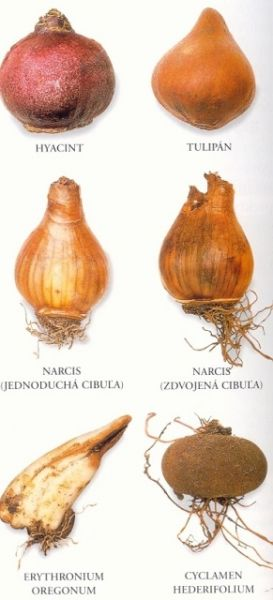 HYACINT
TULIPÁN
NARCIS
(JEDNODUCHÁ CIBUĽA)
NARCIS
(ZDVOJENÁ CIBUĽA)
ERYTHRONIUM
OREGONUM
CYCLAMEN
HEDERIFOLIUM